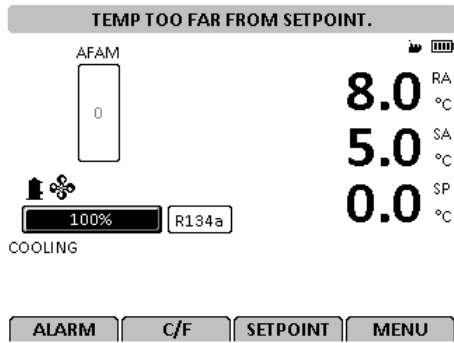 TEMP TOO FAR FROM SETPOINT.
AFAM
0
8.0 RA °C
5.0 SA °C
0.0 SP °C
100%
R134a
COOLING
ALARM C/F SETPOINT MENU